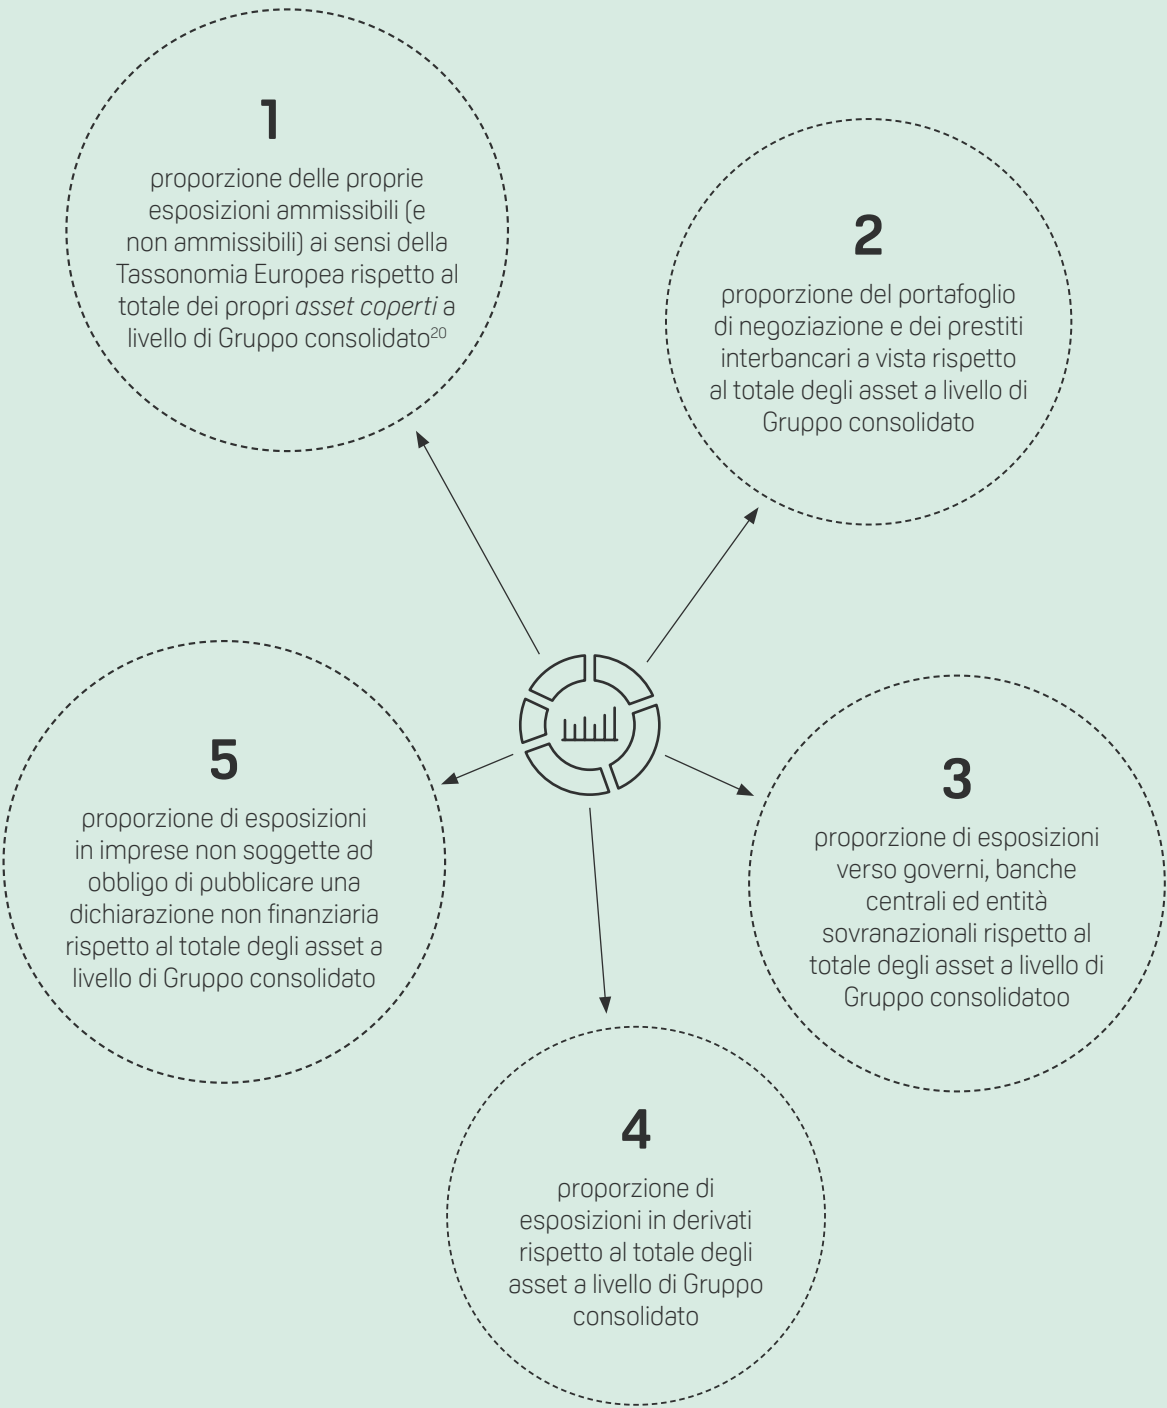 1
proporzione delle proprie
esposizioni ammissibili (e
non ammissibili) ai sensi della
Tassonomia Europea rispetto al
totale dei propri asset coperti a
livello di Gruppo consolidato20
2
proporzione del portafoglio
di negoziazione e dei prestiti
interbancari a vista rispetto
al totale degli asset a livello di
Gruppo consolidato
3
proporzione di esposizioni
verso governi, banche
centrali ed entità
sovranazionali rispetto al
totale degli asset a livello di
Gruppo consolidatoo
4
proporzione di
esposizioni in derivati
rispetto al totale degli
asset a livello di Gruppo
consolidato
5
proporzione di esposizioni
in imprese non soggette ad
obbligo di pubblicare una
dichiarazione non finanziaria
rispetto al totale degli asset a
livello di Gruppo consolidato